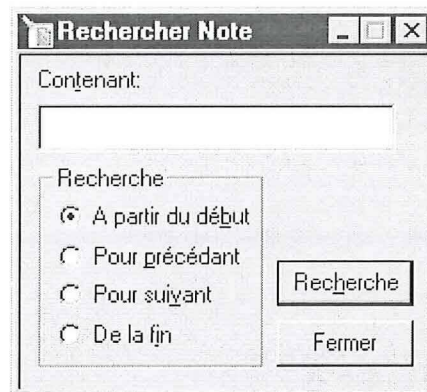 Rechercher Note
Contenant:
Recherche
A partir du début
Pour précédant
Pour suivant
De la fin
Recherche
Fermer